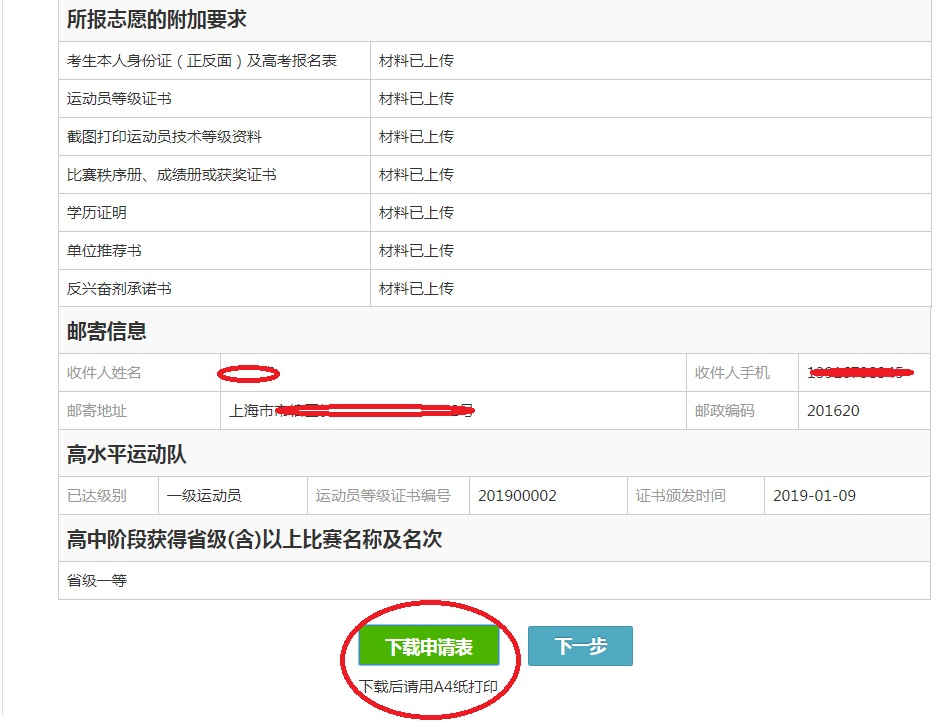 所报志愿的附加要求
考生本人身份证（正反面）及高考报名表 材料已上传
运动员等级证书 材料已上传
截图打印运动员技术等级资料 材料已上传
比赛秩序册、成绩册或获奖证书 材料已上传
学历证明 材料已上传
单位推荐书 材料已上传
反兴奋剂承诺书 材料已上传
邮寄信息
收件人姓名 收件人手机
邮寄地址 上海市 号 邮政编码 201620
高水平运动队
已达级别 一级运动员 运动员等级证书编号 201900002 证书颁发时间 2019-01-09
高中阶段获得省级(含)以上比赛名称及名次
省级一等
下载申请表 下一步
下载后请用A4纸打印